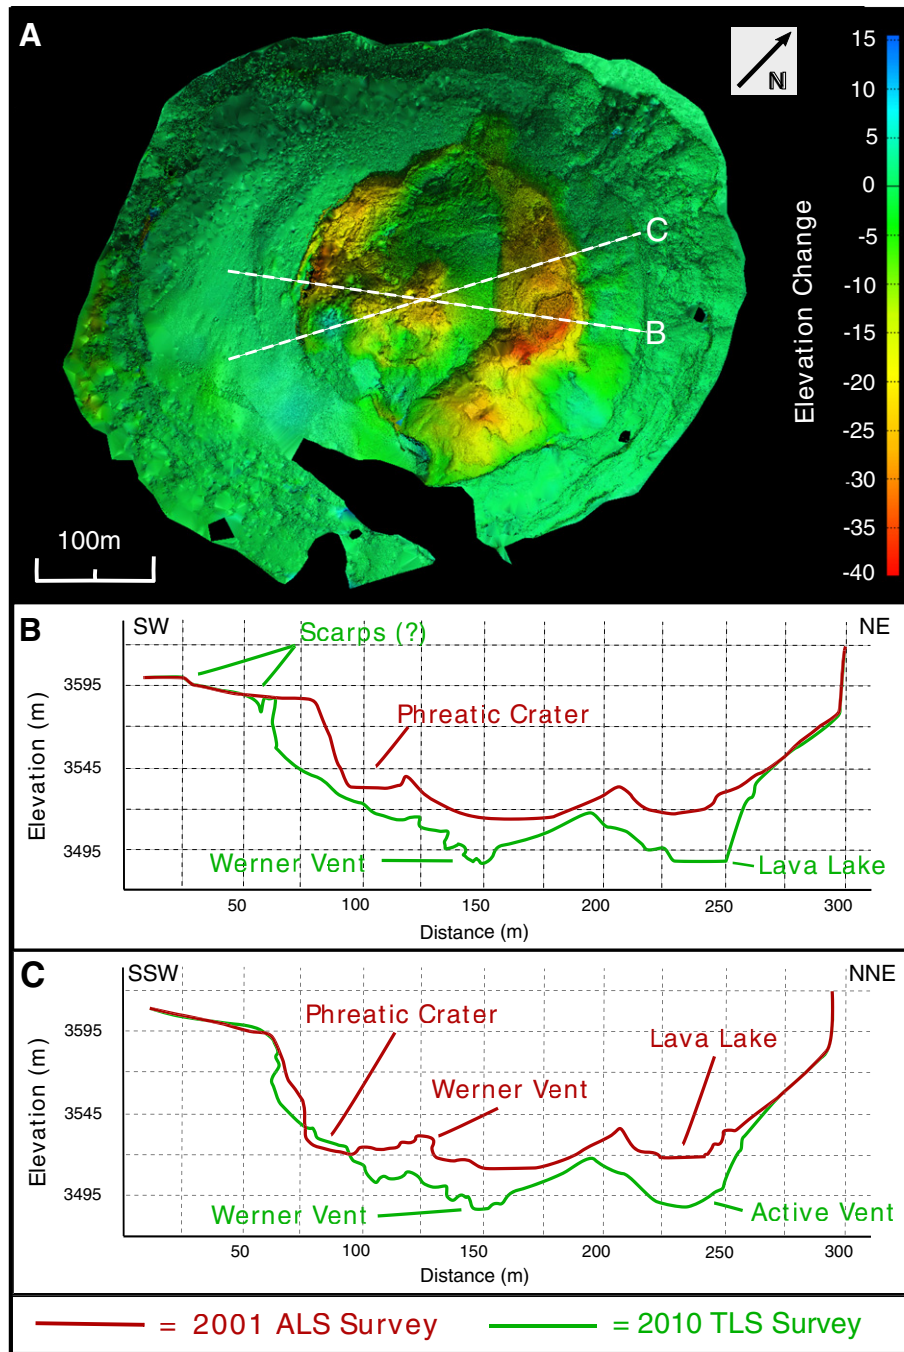 A
N
15
10
5
0
-5
-10
-15
-20
-25
-30
-35
-40
Elevation Change
C
B
100m
B
SW
NE
Scarps (?)
Phreatic Crater
Werner Vent
Lava Lake
3595
3545
3495
Elevation (m)
50
100
150
200
250
300
Distance (m)
C
SSW
NNE
Phreatic Crater
Lava Lake
Werner Vent
Werner Vent
Active Vent
3595
3545
3495
Elevation (m)
50
100
150
200
250
300
Distance (m)
= 2001 ALS Survey
= 2010 TLS Survey